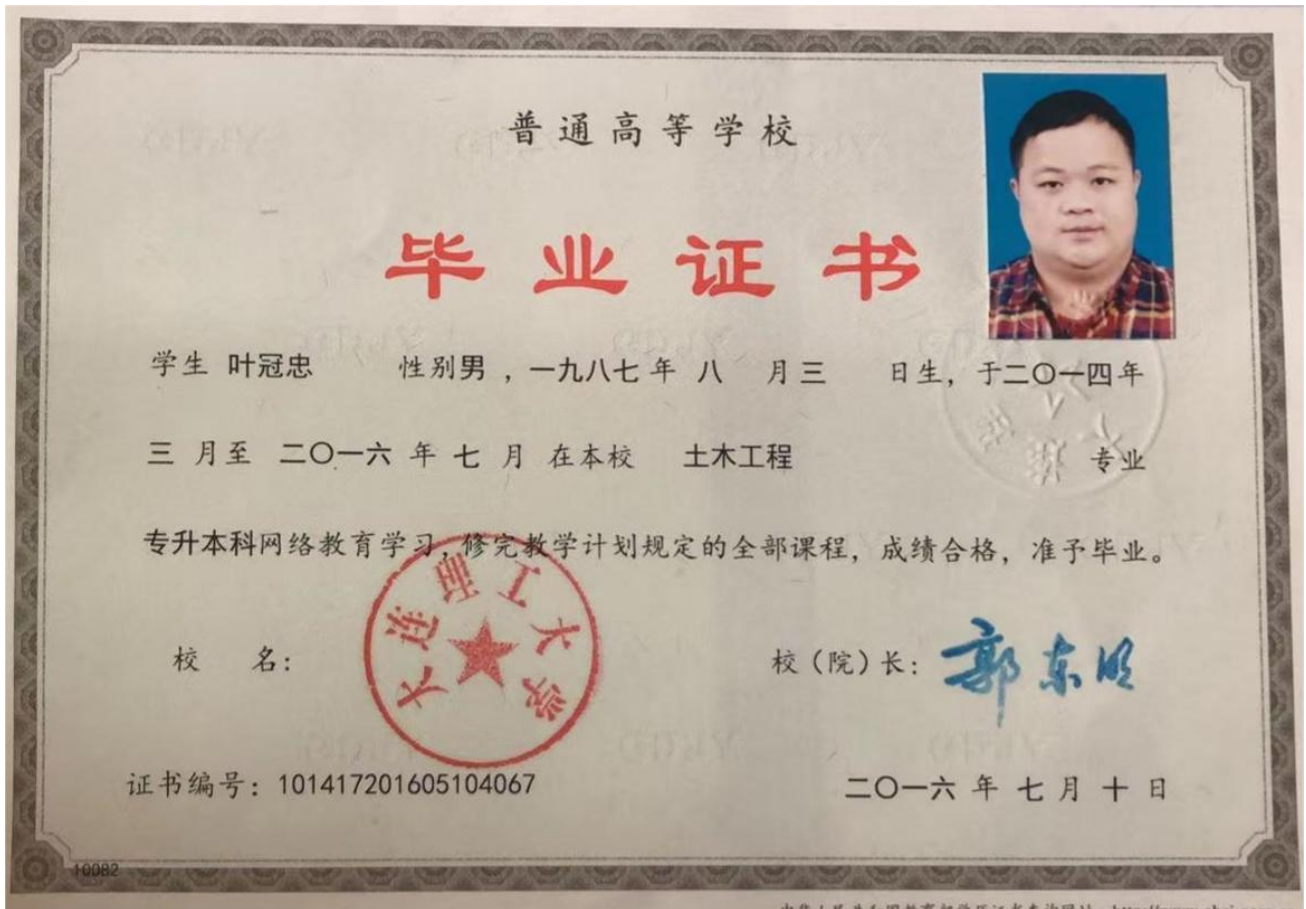 普通高等学校
毕业证书
学生 叶冠忠 性别男 ，一九八七年 八 月三 日生，于二〇一四年
三 月至 二〇一六 年 七 月 在本校 土木工程 专业
专升本科网络教育学习，修完教学计划规定的全部课程，成绩合格，准予毕业。
大连理工大学
校 名：
校（院）长：郭东明
证书编号：101417201605104067
二〇一六 年 七 月 十 日
10082